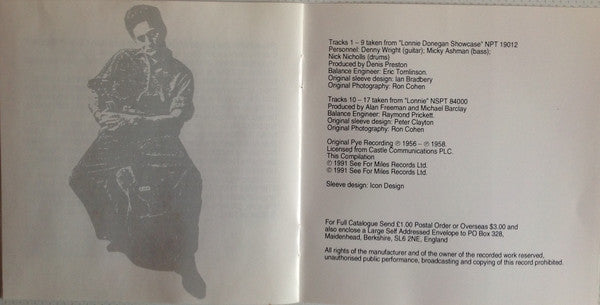 Tracks 1 – 9 taken from "Lonnie Donegan Showcase" NPT 19012
Personnel: Denny Wright (guitar); Micky Ashman (bass);
Nick Nicholls (drums)
Produced by Denis Preston
Balance Engineer: Eric Tomlinson.
Original sleeve design: Ian Bradbery
Original Photography: Ron Cohen
Tracks 10 – 17 taken from "Lonnie" NSPT 84000
Produced by Alan Freeman and Michael Barclay
Balance Engineer: Raymond Prickett.
Original sleeve design: Peter Clayton
Original Photography: Ron Cohen
Original Pye Recording ℗ 1956 – ℗ 1958.
Licensed from Castle Communications PLC.
This Compilation
℗ 1991 See For Miles Records Ltd.
© 1991 See For Miles Records Ltd.
Sleeve design: Icon Design
For Full Catalogue Send £1.00 Postal Order or Overseas $3.00 and
also enclose a Large Self Addressed Envelope to PO Box 328,
Maidenhead, Berkshire, SL6 2NE, England
All rights of the manufacturer and of the owner of the recorded work reserved,
unauthorised public performance, broadcasting and copying of this record prohibited.